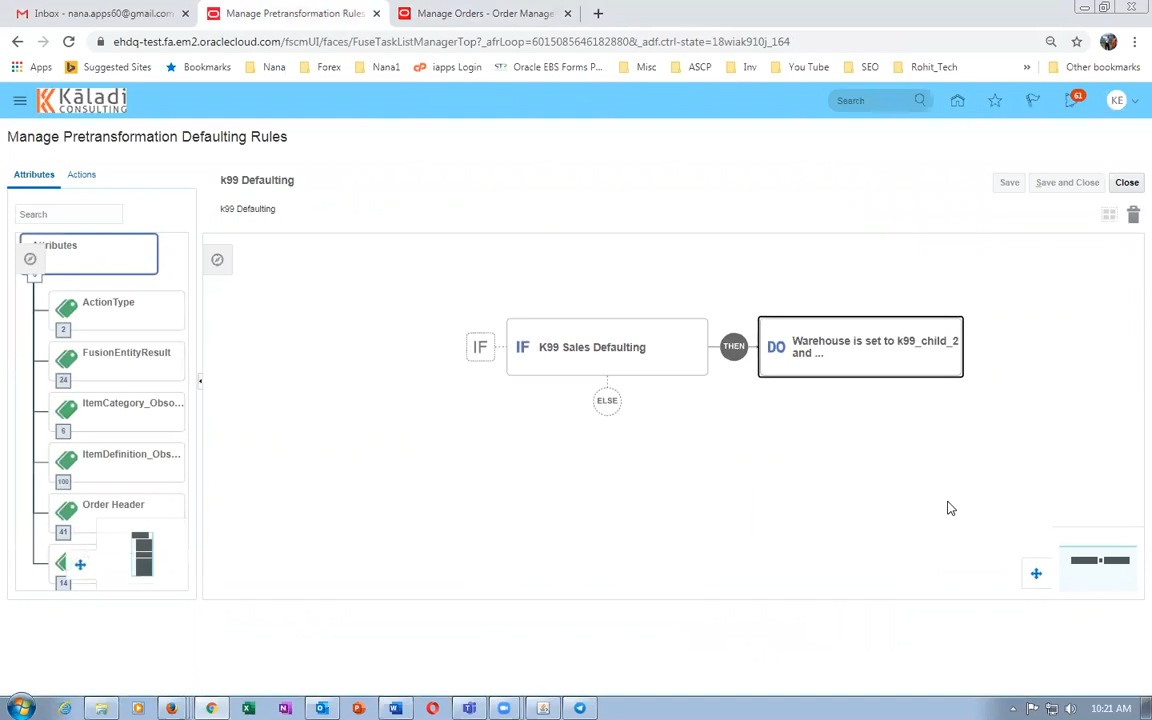 Inbox - nana.apps60@gmail.com
Manage Pretransformation Rules
Manage Orders - Order Manage
ehdq-test.fa.em2.oraclecloud.com/fscmUI/faces/FuseTaskListManagerTop?_afrLoop=6015085646182880&_adf.ctrl-state=18wiak910j_164
Apps Suggested Sites Bookmarks Nana Forex Nana1 iapps Login Oracle EBS Forms P... Misc ASCP Inv You Tube SEO Rohit_Tech » Other bookmarks
Kāladi
CONSULTING
Search
61
KE
Manage Pretransformation Defaulting Rules
Attributes Actions
k99 Defaulting
Save Save and Close Close
k99 Defaulting
Search
Attributes
ActionType
2
FusionEntityResult
24
ItemCategory_Obso...
6
ItemDefinition_Obs...
100
Order Header
41
14
IF
IF K99 Sales Defaulting
THEN
DO Warehouse is set to k99_child_2
and ...
ELSE
10:21 AM